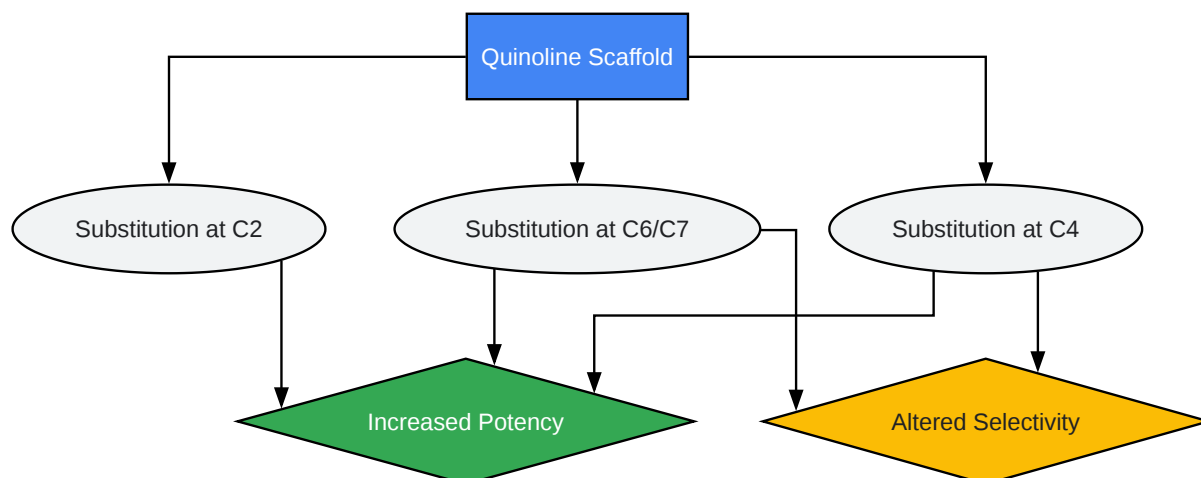 Quinoline Scaffold
Substitution at C2
Substitution at C6/C7
Substitution at C4
Increased Potency
Altered Selectivity